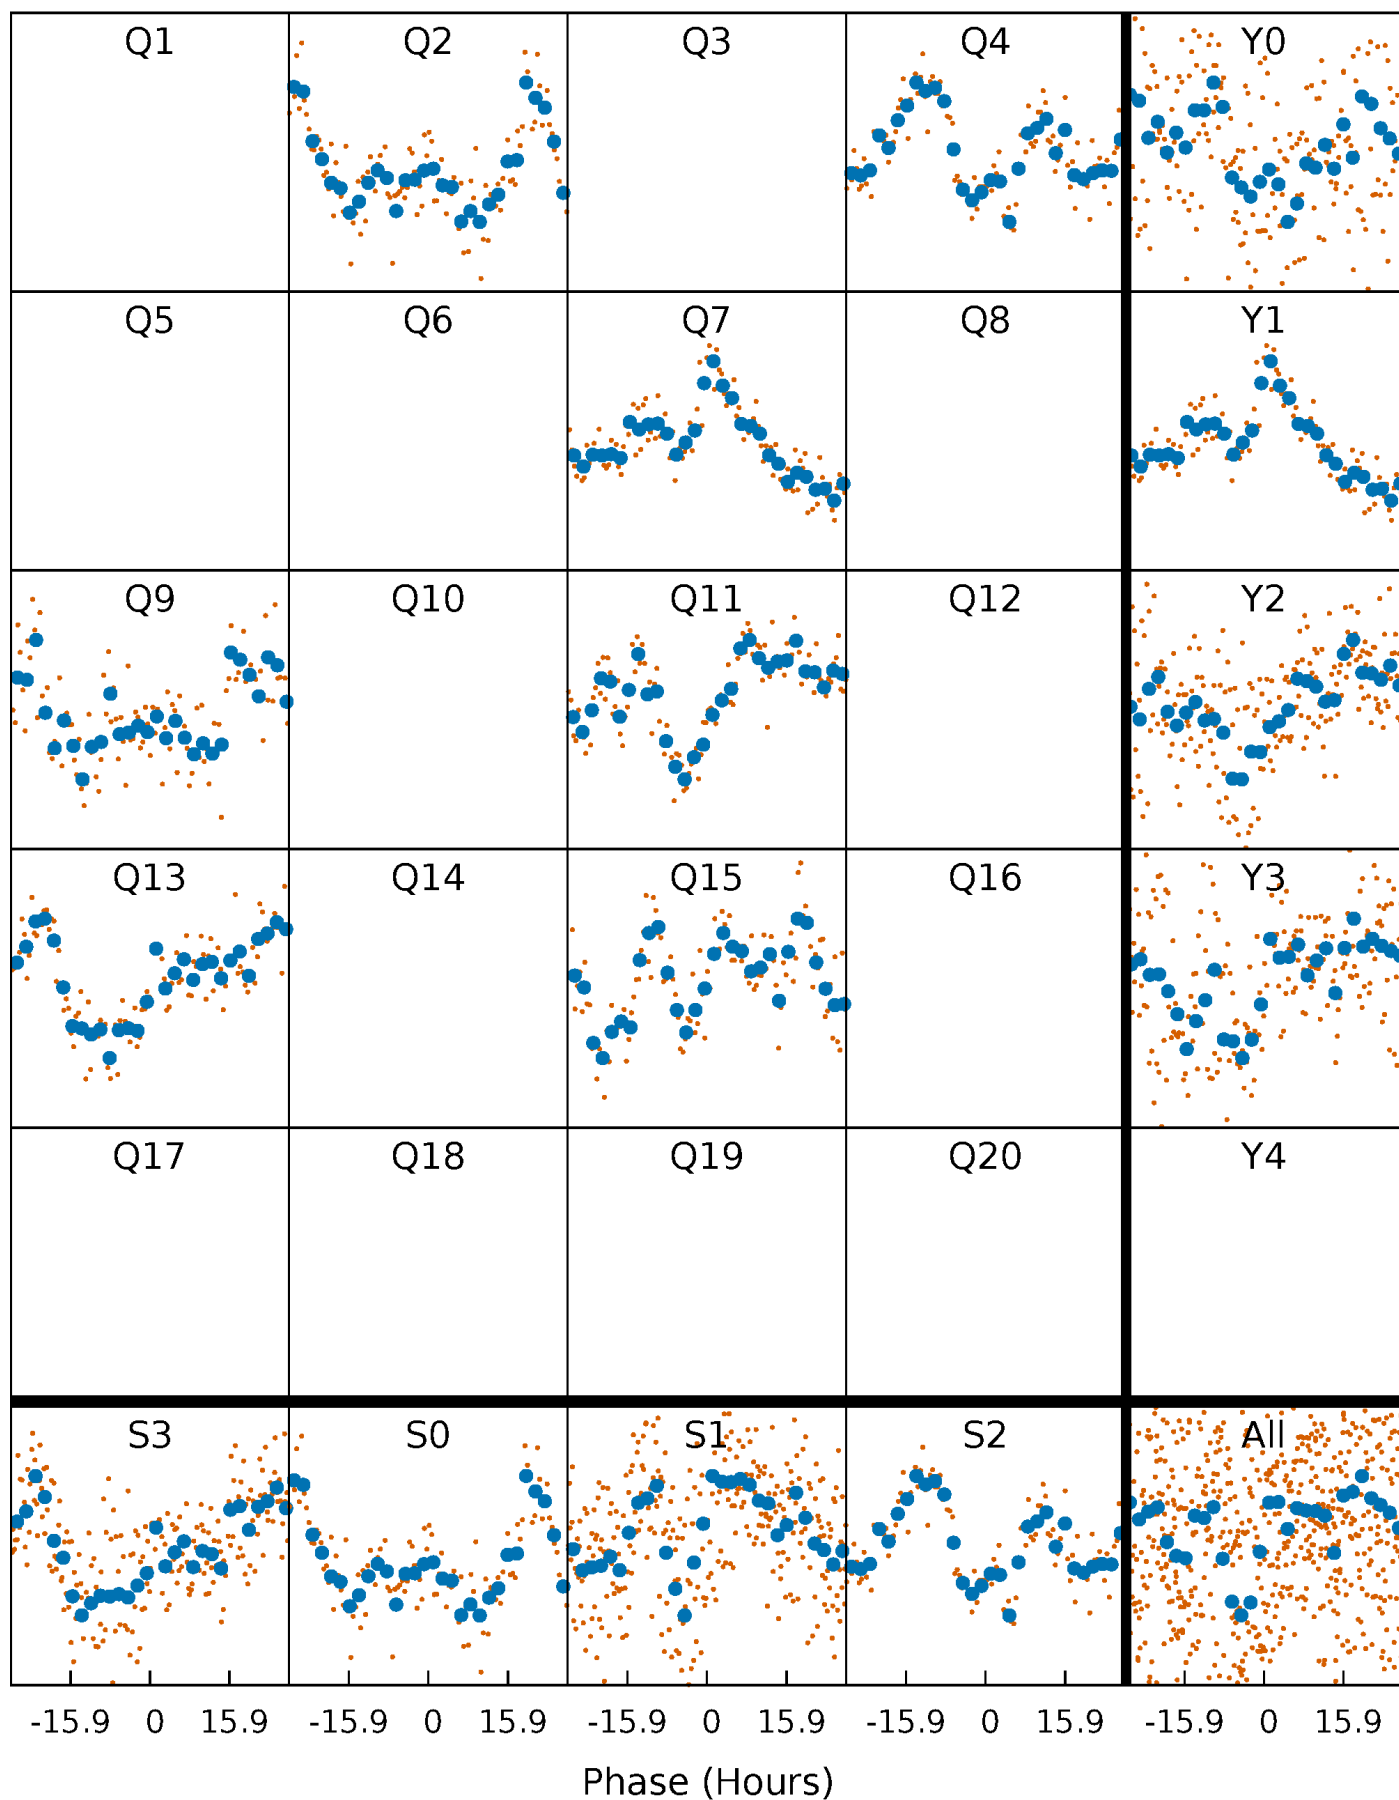 Q1 Q2 Q3 Q4 Y0
Q5 Q6 Q7 Q8 Y1
Q9 Q10 Q11 Q12 Y2
Q13 Q14 Q15 Q16 Y3
Q17 Q18 Q19 Q20 Y4
S3 S0 S1 S2 All
-15.9 0 15.9 -15.9 0 15.9 -15.9 0 15.9 -15.9 0 15.9 -15.9 0 15.9
Phase (Hours)